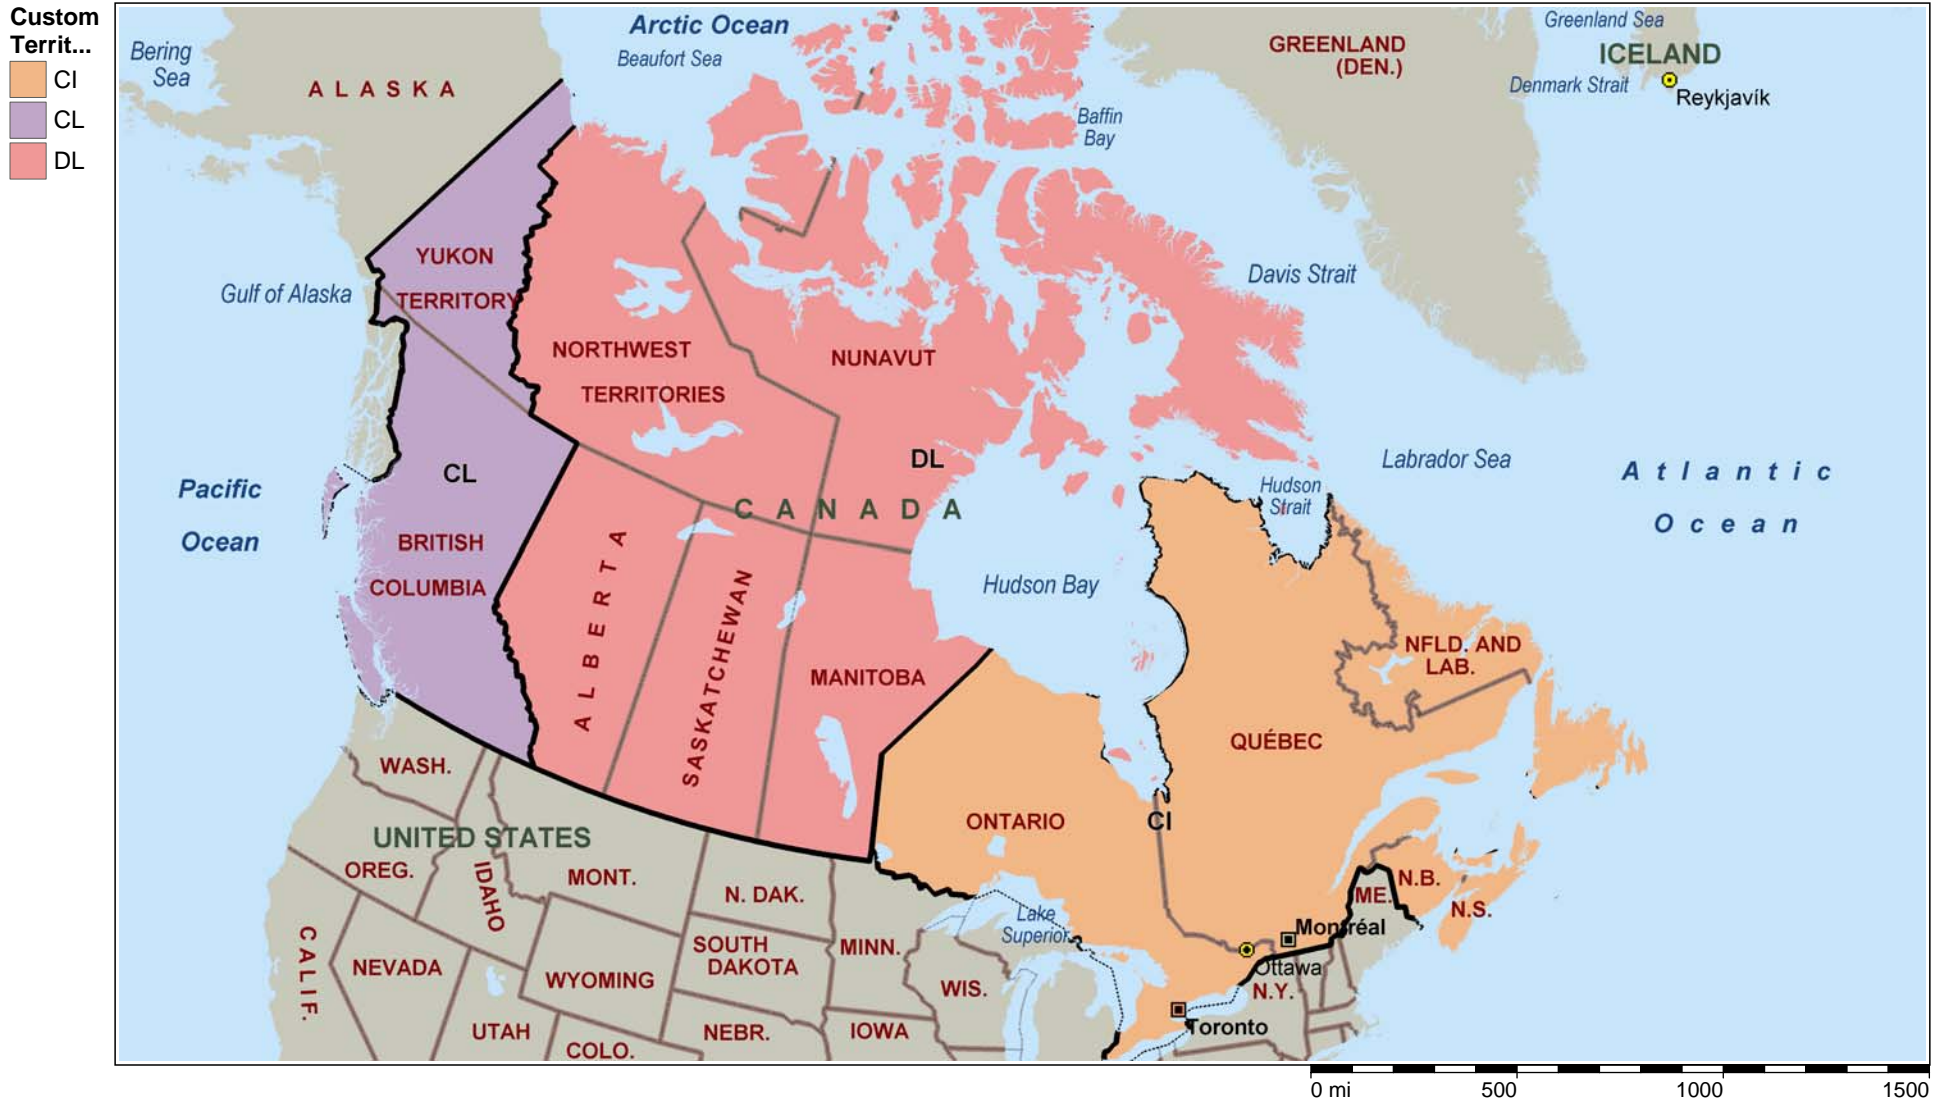 Custom
Territ...
CI
CL
DL
Arctic Ocean
Beaufort Sea
Bering
Sea
ALASKA
GREENLAND
(DEN.)
Greenland Sea
ICELAND
Denmark Strait
Reykjavík
Baffin
Bay
YUKON
TERRITORY
Gulf of Alaska
Davis Strait
NORTHWEST
TERRITORIES
NUNAVUT
DL
CL
CANADA
Labrador Sea
Atlantic
Ocean
Pacific
Ocean
Hudson
Strait
BRITISH
COLUMBIA
ALBERTA
SASKATCHEWAN
MANITOBA
Hudson Bay
NFLD. AND
LAB.
QUÉBEC
ONTARIO
CI
WASH.
UNITED STATES
OREG.
IDAHO
MONT.
N. DAK.
ME.
N.B.
N.S.
Lake
Superior
Montréal
Ottawa
N.Y.
Toronto
CALIF.
NEVADA
WYOMING
SOUTH
DAKOTA
MINN.
WIS.
UTAH
COLO.
NEBR.
IOWA
0 mi 500 1000 1500